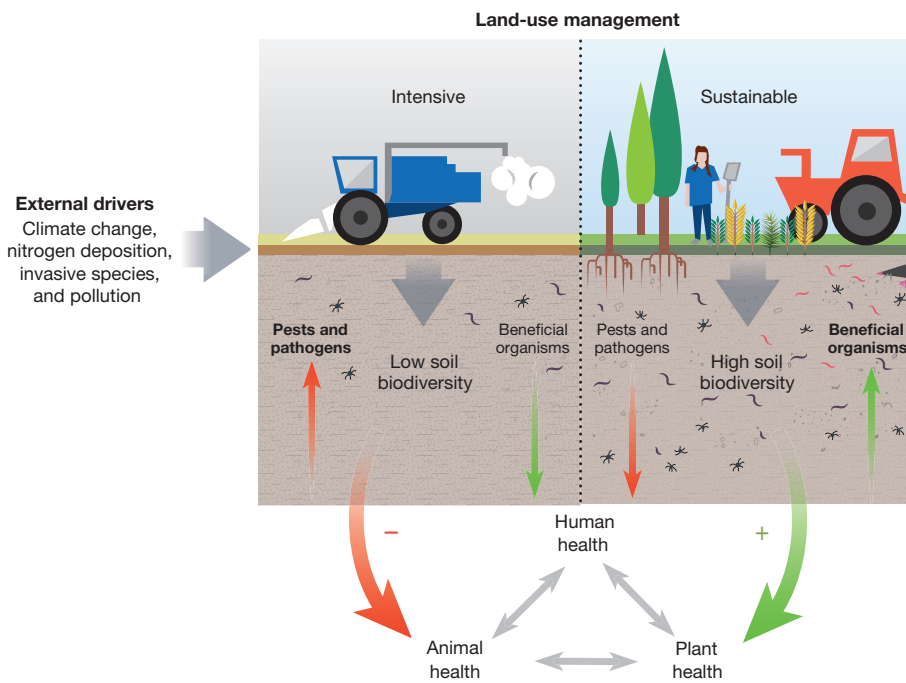 Land-use management
Intensive
Sustainable
External drivers
Climate change,
nitrogen deposition,
invasive species,
and pollution
Pests and
pathogens
Low soil
biodiversity
Beneficial
organisms
Pests and
pathogens
High soil
biodiversity
Beneficial
organisms
−
+
Human
health
Animal
health
Plant
health